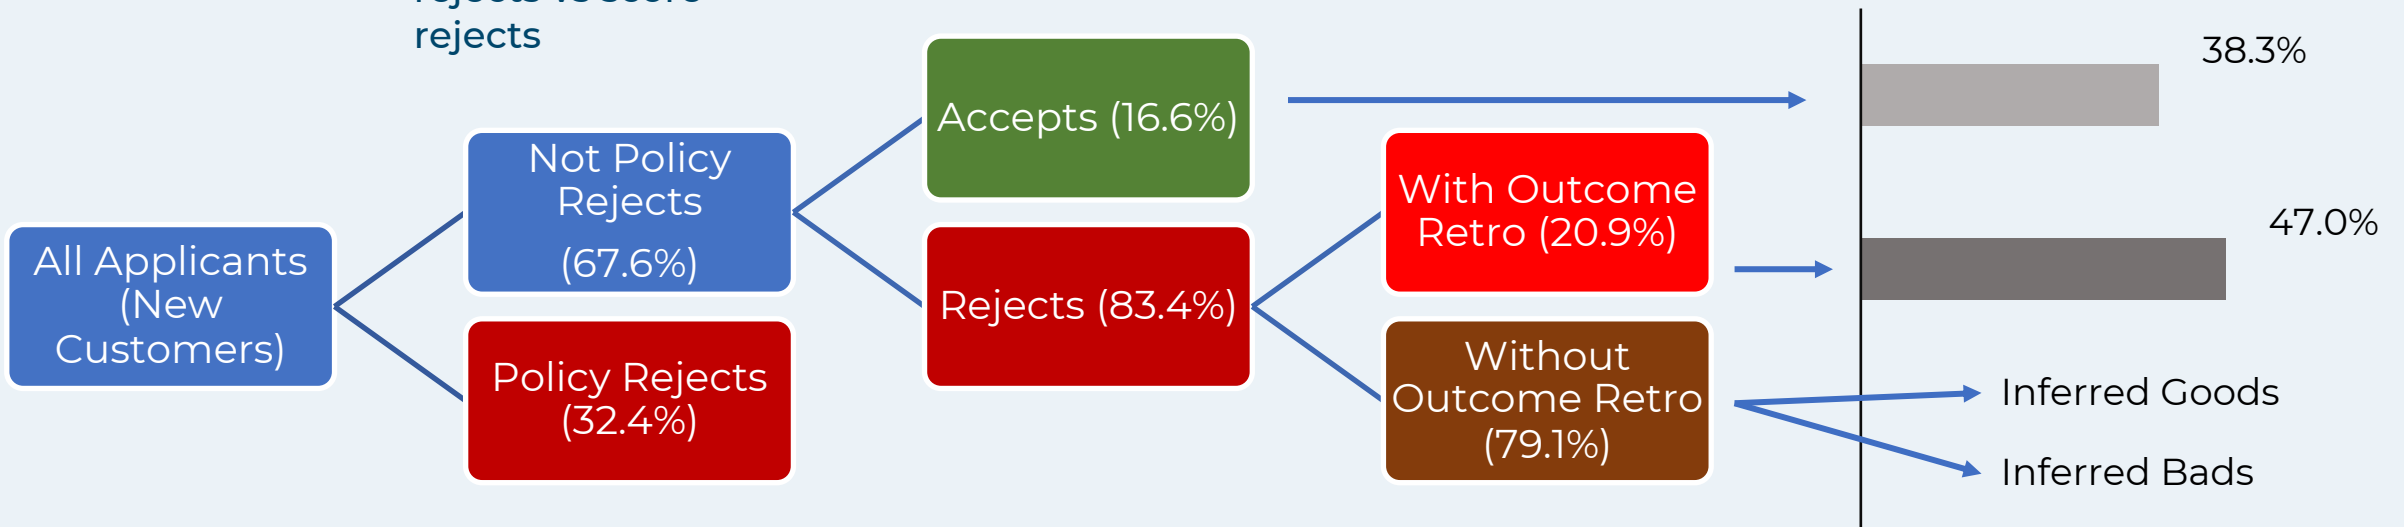 rejects
All Applicants
(New
Customers)
Not Policy
Rejects
(67.6%)
Policy Rejects
(32.4%)
Accepts (16.6%)
Rejects (83.4%)
With Outcome
Retro (20.9%)
Without
Outcome Retro
(79.1%)
38.3%
47.0%
Inferred Goods
Inferred Bads